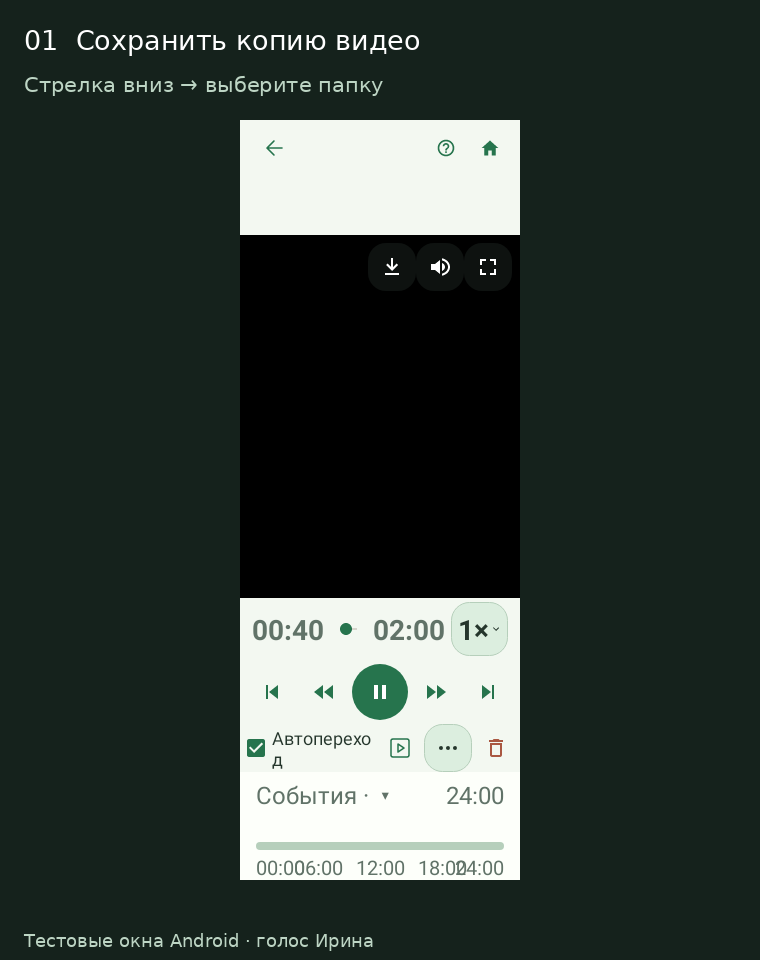 01 Сохранить копию видео
Стрелка вниз → выберите папку
00:40 02:00 1×
Автоперехо
д
События · ▾ 24:00
00:00 06:00 12:00 18:00 24:00
Тестовые окна Android · голос Ирина